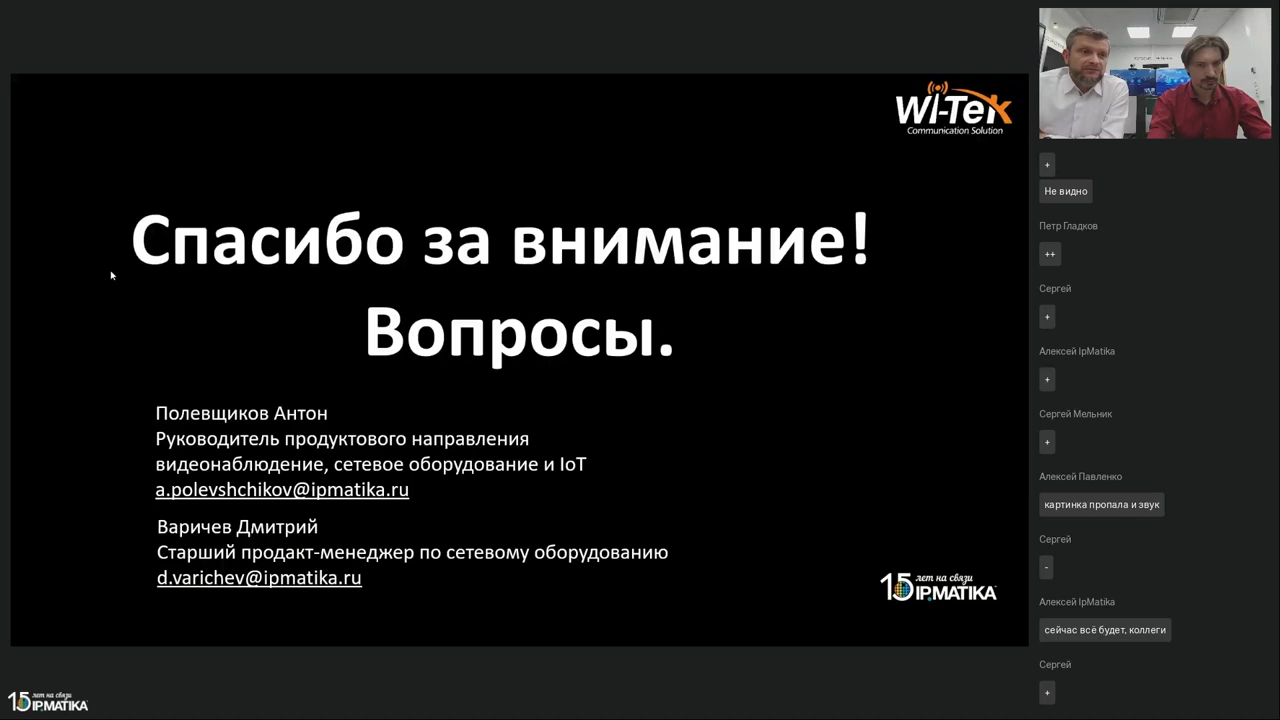 Wi-Tek
Communication Solution
Спасибо за внимание!
Вопросы.
Полевщиков Антон
Руководитель продуктового направления
видеонаблюдение, сетевое оборудование и IoT
a.polevshchikov@ipmatika.ru
Варичев Дмитрий
Старший продакт-менеджер по сетевому оборудованию
d.varichev@ipmatika.ru
15 лет на связи
IPMATIKA
15 лет на связи
IPMATIKA
+
Не видно
Петр Гладков
++
Сергей
+
Алексей IpMatika
+
Сергей Мельник
+
Алексей Павленко
картинка пропала и звук
Сергей
-
Алексей IpMatika
сейчас всё будет, коллеги
Сергей
+